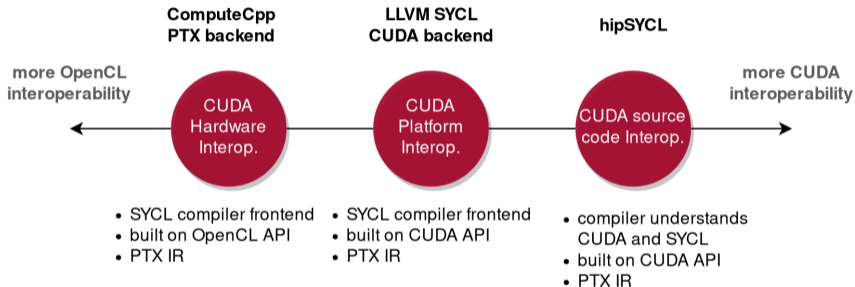 ComputeCpp
PTX backend
LLVM SYCL
CUDA backend
hipSYCL
more OpenCL
interoperability
more CUDA
interoperability
CUDA
Hardware
Interop.
CUDA
Platform
Interop.
CUDA source
code Interop.
• SYCL compiler frontend
• built on OpenCL API
• PTX IR
• SYCL compiler frontend
• built on CUDA API
• PTX IR
• compiler understands
CUDA and SYCL
• built on CUDA API
• PTX IR